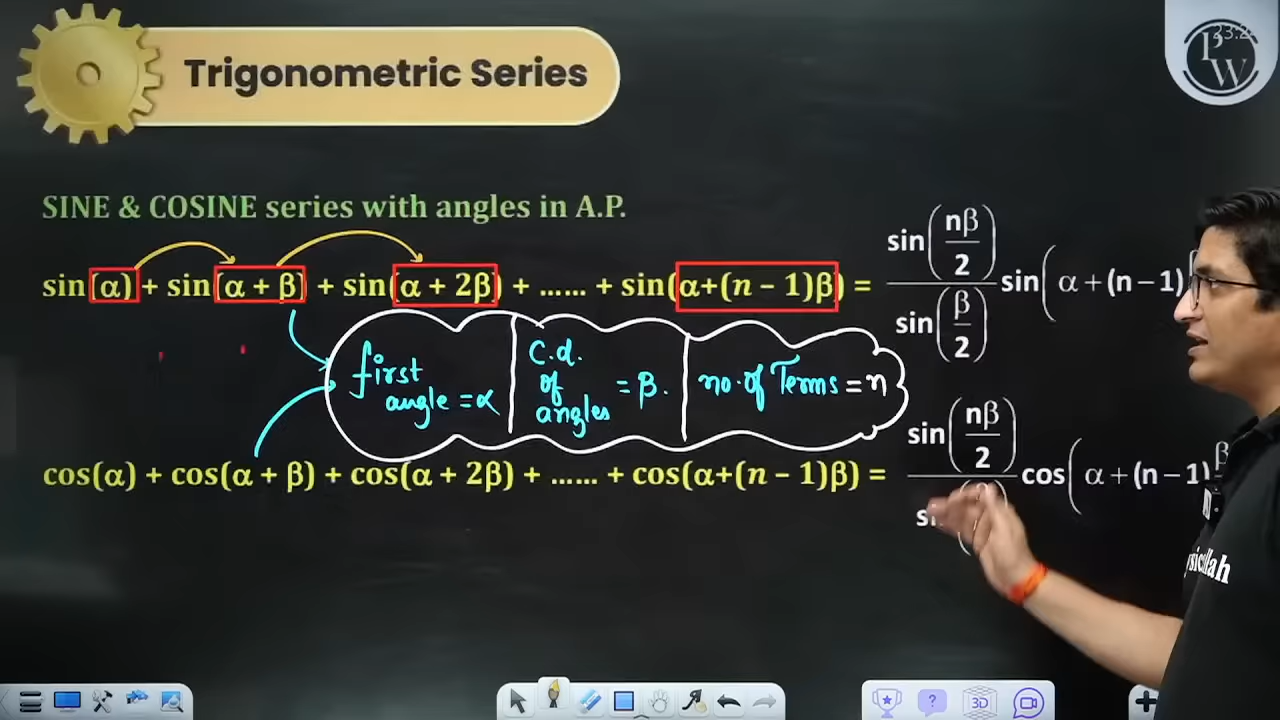 Trigonometric Series
SINE & COSINE series with angles in A.P.
sin(α) + sin(α + β) + sin(α + 2β) + ...... + sin(α+(n – 1)β) = sin(nβ/2) / sin(β/2) sin(α+(n–1)
first angle = α
c.d. of angles = β.
no. of Terms = n
cos(α) + cos(α + β) + cos(α + 2β) + ...... + cos(α+(n – 1)β) = sin(nβ/2) cos(α+(n–1)β
PW
3D